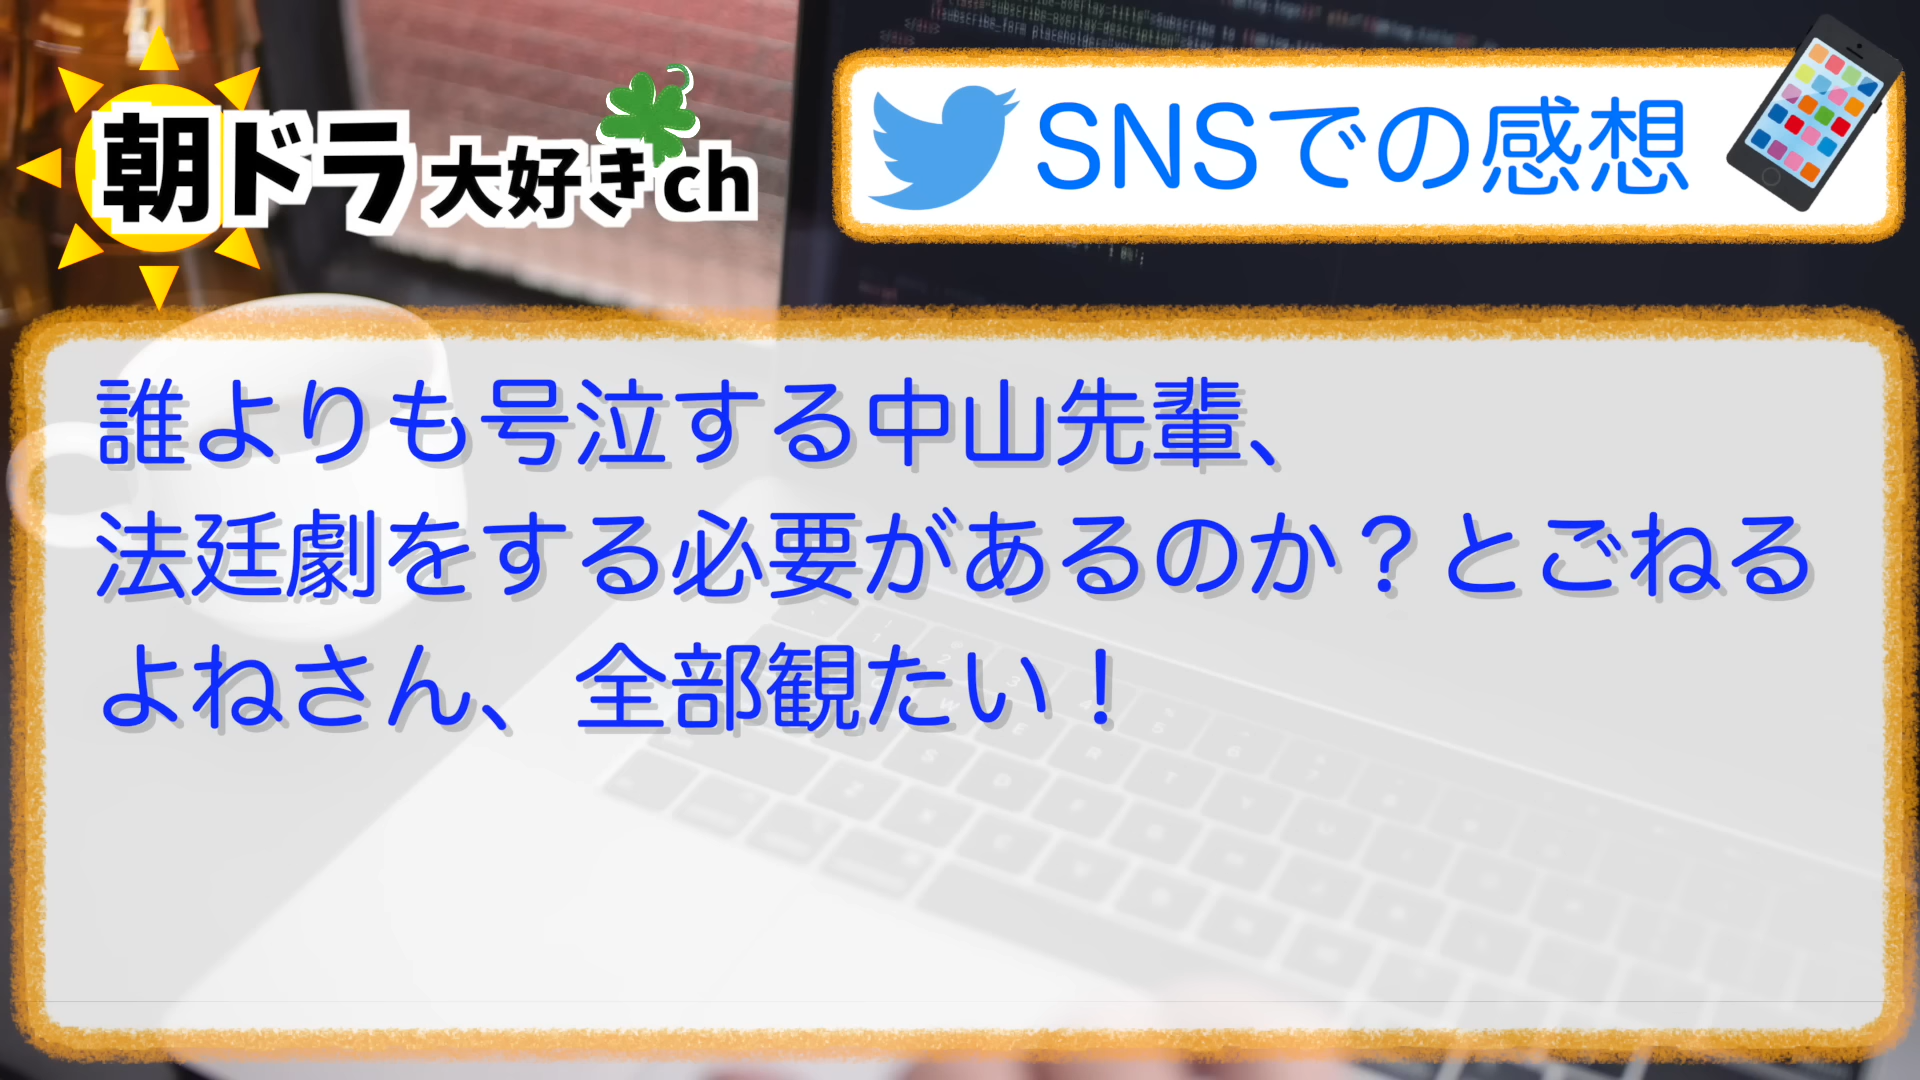 朝ドラ大好きch
SNSでの感想
誰よりも号泣する中山先輩、
法廷劇をする必要があるのか？とごねる
よねさん、全部観たい！